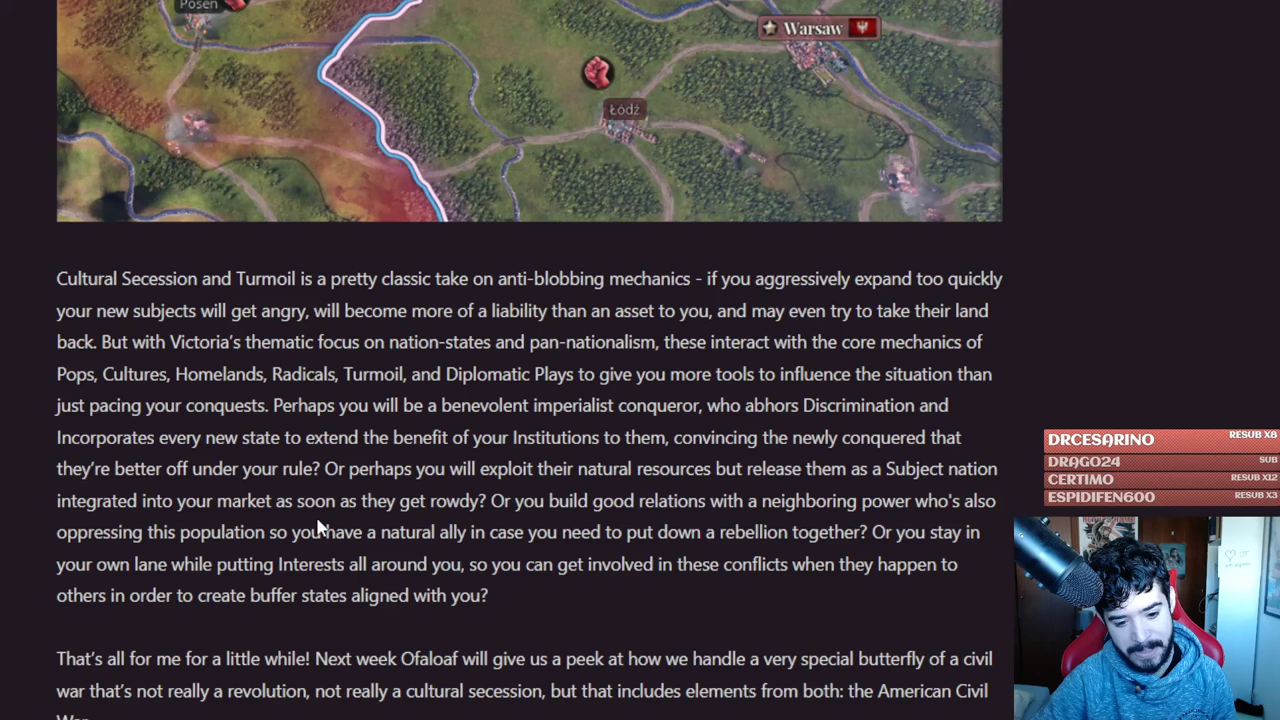 Posen
Warsaw
Łódź
Cultural Secession and Turmoil is a pretty classic take on anti-blobbing mechanics - if you aggressively expand too quickly
your new subjects will get angry, will become more of a liability than an asset to you, and may even try to take their land
back. But with Victoria's thematic focus on nation-states and pan-nationalism, these interact with the core mechanics of
Pops, Cultures, Homelands, Radicals, Turmoil, and Diplomatic Plays to give you more tools to influence the situation than
just pacing your conquests. Perhaps you will be a benevolent imperialist conqueror, who abhors Discrimination and
Incorporates every new state to extend the benefit of your Institutions to them, convincing the newly conquered that
they're better off under your rule? Or perhaps you will exploit their natural resources but release them as a Subject nation
integrated into your market as soon as they get rowdy? Or you build good relations with a neighboring power who's also
oppressing this population so you have a natural ally in case you need to put down a rebellion together? Or you stay in
your own lane while putting Interests all around you, so you can get involved in these conflicts when they happen to
others in order to create buffer states aligned with you?
That's all for me for a little while! Next week Ofaloaf will give us a peek at how we handle a very special butterfly of a civil
war that's not really a revolution, not really a cultural secession, but that includes elements from both: the American Civil
War
DRCESARINO RESUB X8
DRAGO24 SUB
CERTIMO RESUB X12
ESPIDIFEN600 RESUB X3